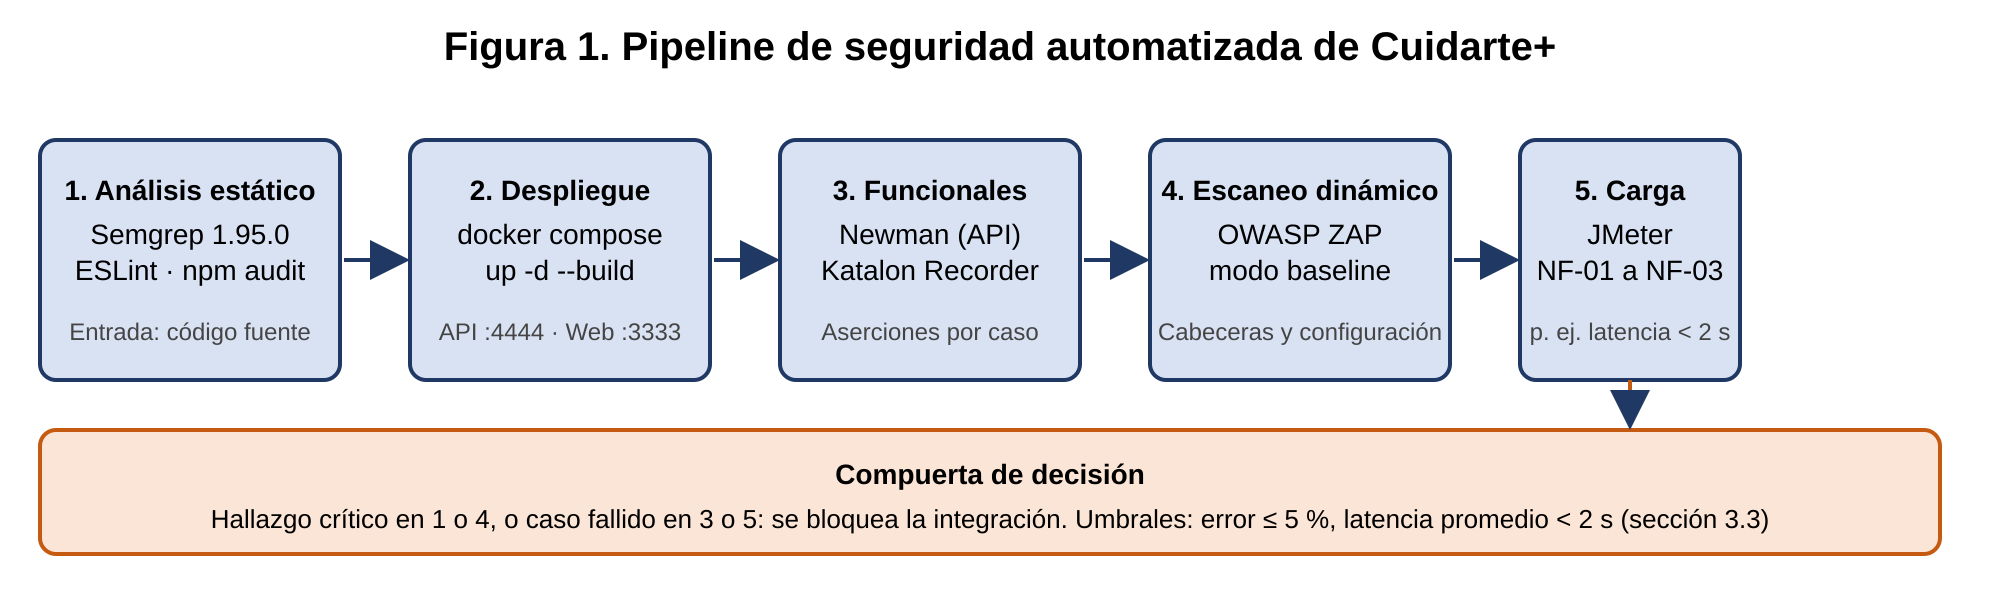 Figura 1. Pipeline de seguridad automatizada de Cuidarte+
1. Análisis estático
Semgrep 1.95.0
ESLint · npm audit
Entrada: código fuente
2. Despliegue
docker compose
up -d --build
API :4444 · Web :3333
3. Funcionales
Newman (API)
Katalon Recorder
Aserciones por caso
4. Escaneo dinámico
OWASP ZAP
modo baseline
Cabeceras y configuración
5. Carga
JMeter
NF-01 a NF-03
p. ej. latencia < 2 s
Compuerta de decisión
Hallazgo crítico en 1 o 4, o caso fallido en 3 o 5: se bloquea la integración. Umbrales: error ≤ 5 %, latencia promedio < 2 s (sección 3.3)